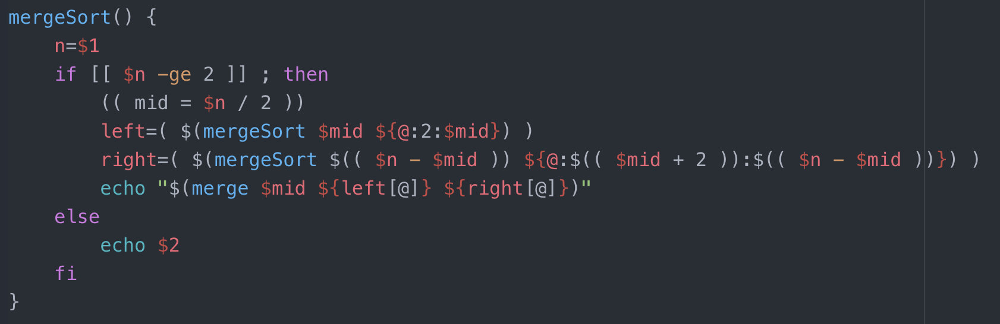 mergeSort() {
    n=$1
    if [[ $n -ge 2 ]] ; then
        (( mid = $n / 2 ))
        left=( $(mergeSort $mid ${@:2:$mid}) )
        right=( $(mergeSort $(( $n - $mid )) ${@:$(( $mid + 2 )):$(( $n - $mid ))}) )
        echo "$(merge $mid ${left[@]} ${right[@]})"
    else
        echo $2
    fi
}